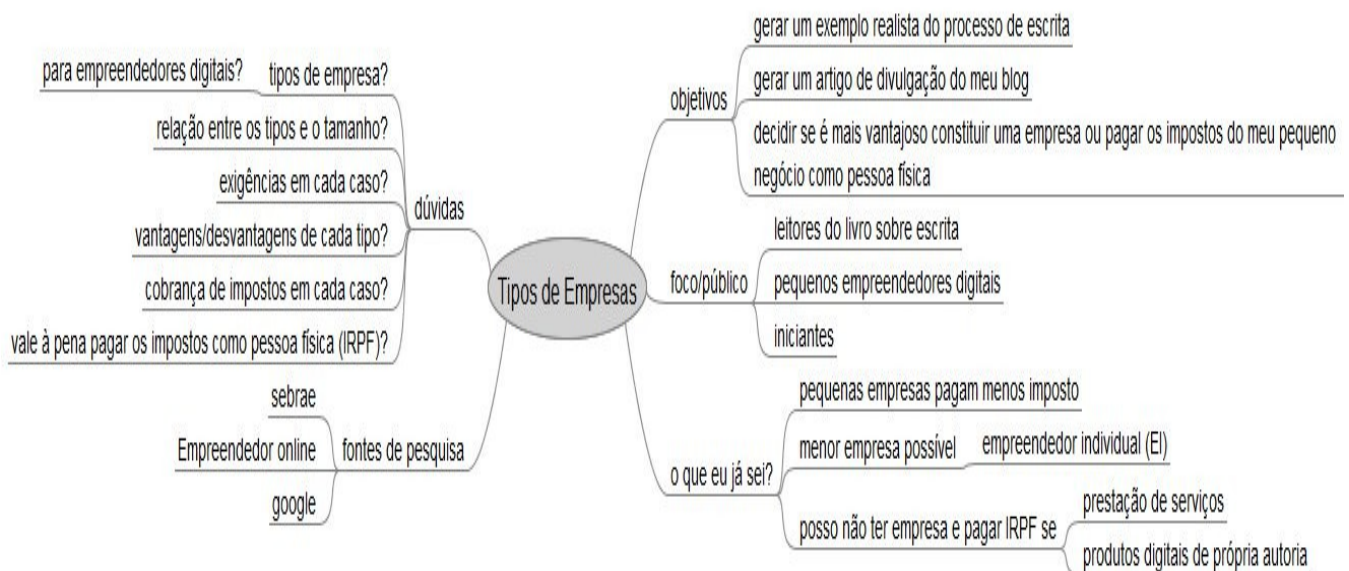 Tipos de Empresas
objetivos
gerar um exemplo realista do processo de escrita
gerar um artigo de divulgação do meu blog
decidir se é mais vantajoso constituir uma empresa ou pagar os impostos do meu pequeno
negócio como pessoa física
foco/público
leitores do livro sobre escrita
pequenos empreendedores digitais
iniciantes
o que eu já sei?
pequenas empresas pagam menos imposto
menor empresa possível
empreendedor individual (EI)
posso não ter empresa e pagar IRPF se
prestação de serviços
produtos digitais de própria autoria
dúvidas
tipos de empresa?
para empreendedores digitais?
relação entre os tipos e o tamanho?
exigências em cada caso?
vantagens/desvantagens de cada tipo?
cobrança de impostos em cada caso?
vale à pena pagar os impostos como pessoa física (IRPF)?
fontes de pesquisa
sebrae
Empreendedor online
google